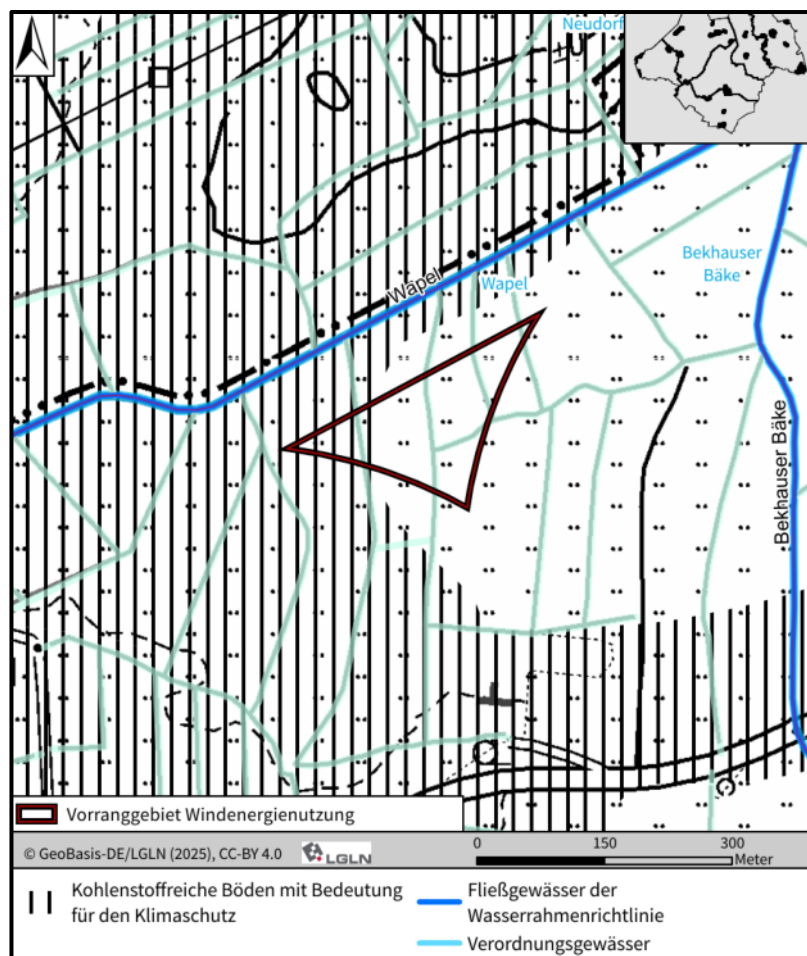 Neudorf
Wapel
Wapel
Bekhauser
Bäke
Bekhauser Bäke
Vorranggebiet Windenergienutzung
© GeoBasis-DE/LGLN (2025), CC-BY 4.0
LGLN
0 150 300
Meter
Kohlenstoffreiche Böden mit Bedeutung
für den Klimaschutz
Fließgewässer der
Wasserrahmenrichtlinie
Verordnungsgewässer